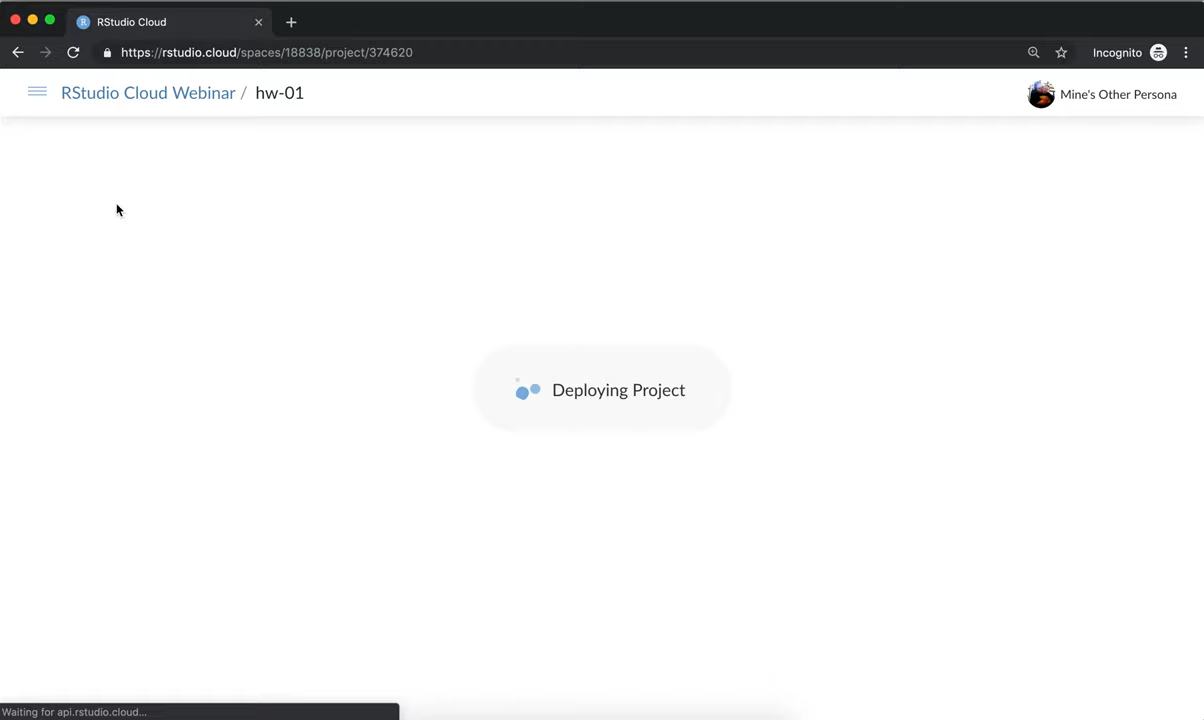 RStudio Cloud
https://rstudio.cloud/spaces/18838/project/374620
Incognito
RStudio Cloud Webinar / hw-01
Mine's Other Persona
Deploying Project
Waiting for api.rstudio.cloud...